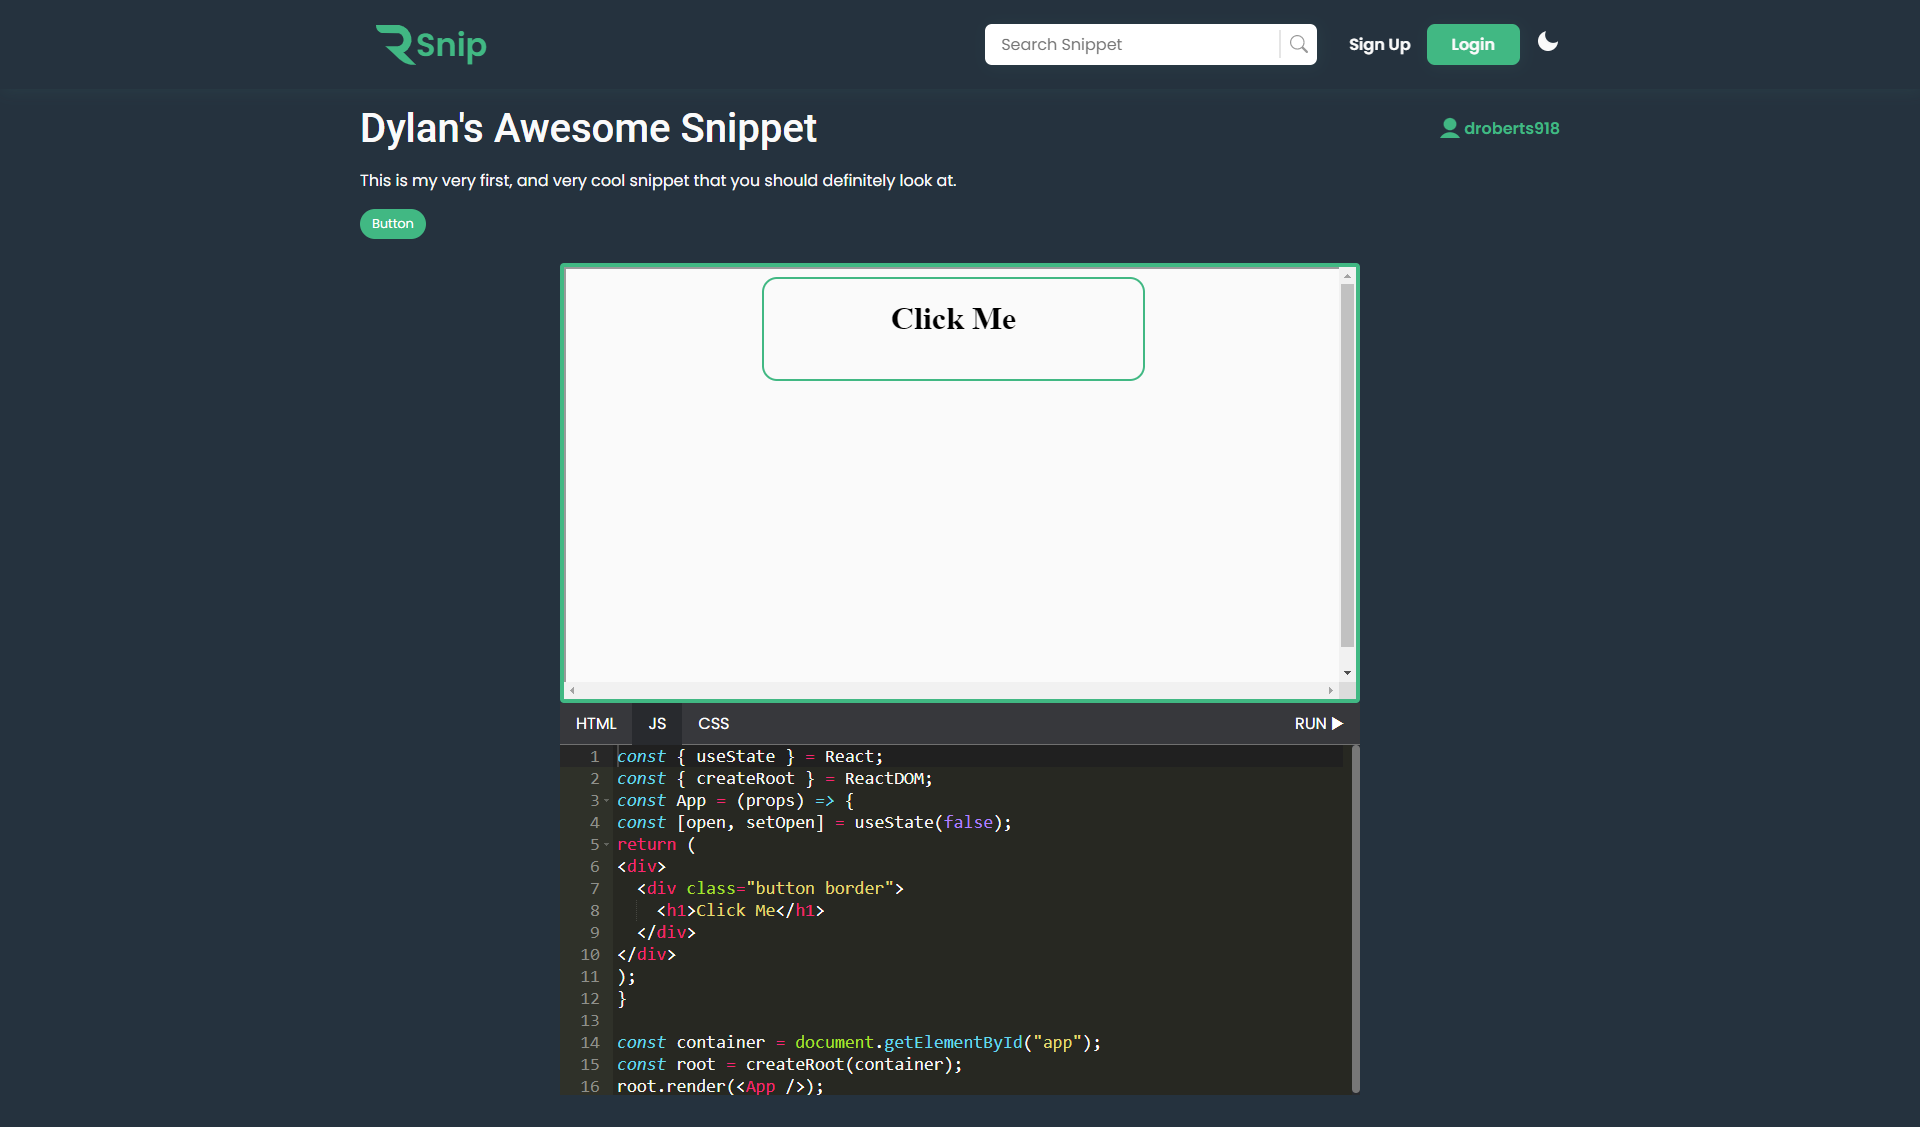 Snip
Search Snippet
Sign Up
Login
Dylan's Awesome Snippet
droberts918
This is my very first, and very cool snippet that you should definitely look at.
Button
Click Me
HTML JS CSS RUN
1 const { useState } = React;
2 const { createRoot } = ReactDOM;
3 const App = (props) => {
4 const [open, setOpen] = useState(false);
5 return (
6 <div>
7   <div class="button border">
8     <h1>Click Me</h1>
9   </div>
10 </div>
11 );
12 }
13
14 const container = document.getElementById("app");
15 const root = createRoot(container);
16 root.render(<App />);